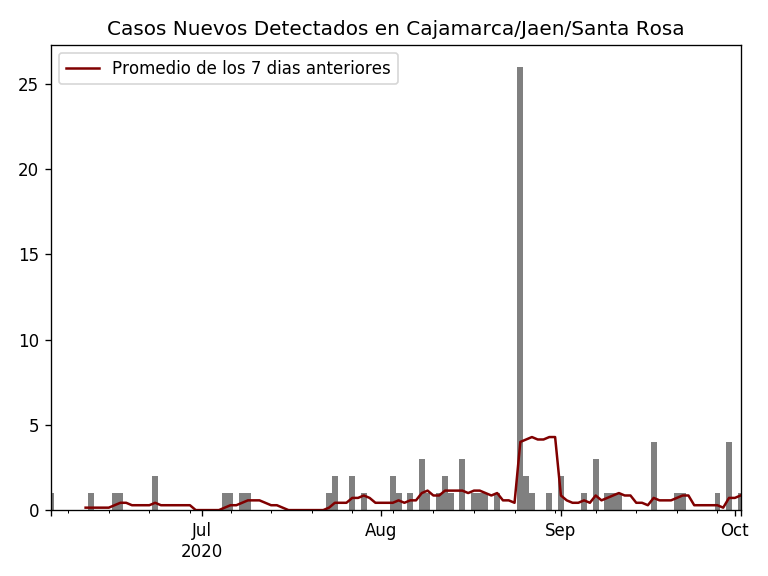 Casos Nuevos Detectados en Cajamarca/Jaen/Santa Rosa
Promedio de los 7 dias anteriores
25
20
15
10
5
0
Jul
2020
Aug
Sep
Oct